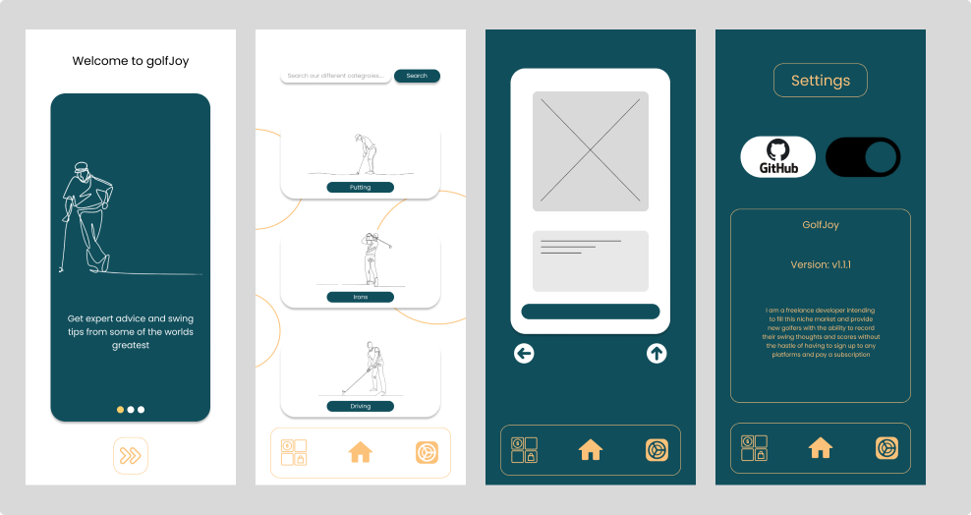 Welcome to golfJoy
Get expert advice and swing
tips from some of the worlds
greatest
Search our different categroies...
Search
Putting
Irons
Driving
Settings
GitHub
GolfJoy
Version: v1.1.1
I am a freelance developer intending
to fill this niche market and provide
new golfers with the ability to record
their swing thoughts and scores without
the hastle of having to sign up to any
platforms and pay a subscription